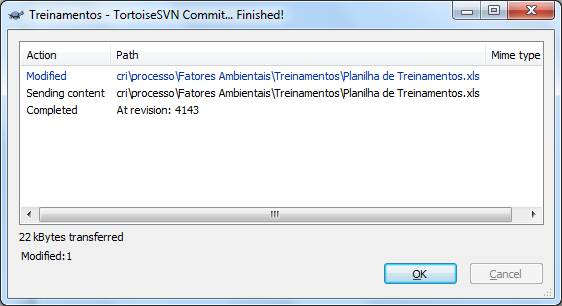 Treinamentos - TortoiseSVN Commit... Finished!
Action Path Mime type
Modified cri\processo\Fatores Ambientais\Treinamentos\Planilha de Treinamentos.xls
Sending content cri\processo\Fatores Ambientais\Treinamentos\Planilha de Treinamentos.xls
Completed At revision: 4143
22 kBytes transferred
Modified:1
OK Cancel